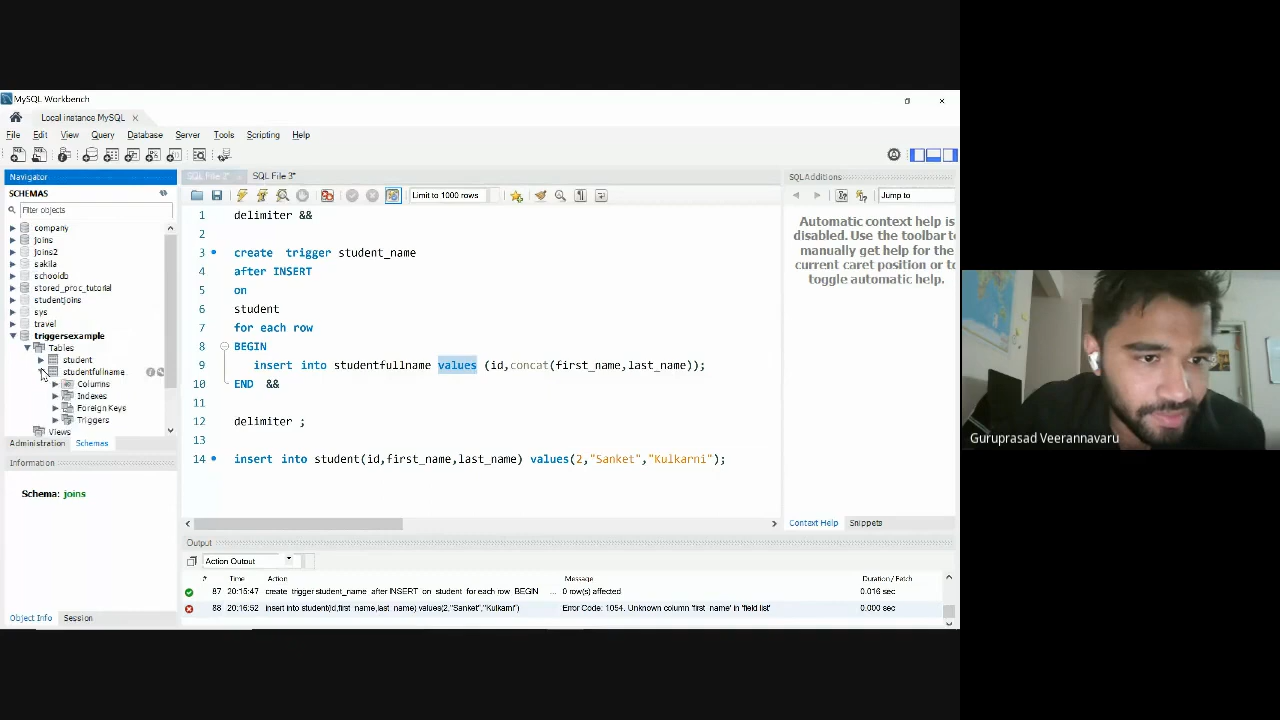 MySQL Workbench
Local instance MySQL
File Edit View Query Database Server Tools Scripting Help
Navigator
SCHEMAS
Filter objects
company
joins
joins2
sakila
schooldb
stored_proc_tutorial
studentjoins
sys
travel
triggersexample
Tables
student
studentfullname
Columns
Indexes
Foreign Keys
Triggers
Views
Administration Schemas
Information
Schema: joins
Object Info Session
SQL File 3*
Limit to 1000 rows
1 delimiter &&
2
3 create trigger student_name
4 after INSERT
5 on
6 student
7 for each row
8 BEGIN
9 insert into studentfullname values (id,concat(first_name,last_name));
10 END &&
11
12 delimiter ;
13
14 insert into student(id,first_name,last_name) values(2,"Sanket","Kulkarni");
SQLAdditions
Jump to
Automatic context help is
disabled. Use the toolbar to
manually get help for the
current caret position or to
toggle automatic help.
Context Help Snippets
Output
Action Output
# Time Action Message Duration / Fetch
87 20:15:47 create trigger student_name after INSERT on student for each row BEGIN ... 0 row(s) affected 0.016 sec
88 20:16:52 insert into student(id,first_name,last_name) values(2,"Sanket","Kulkarni") Error Code: 1054. Unknown column 'first_name' in 'field list' 0.000 sec
Guruprasad Veerannavaru